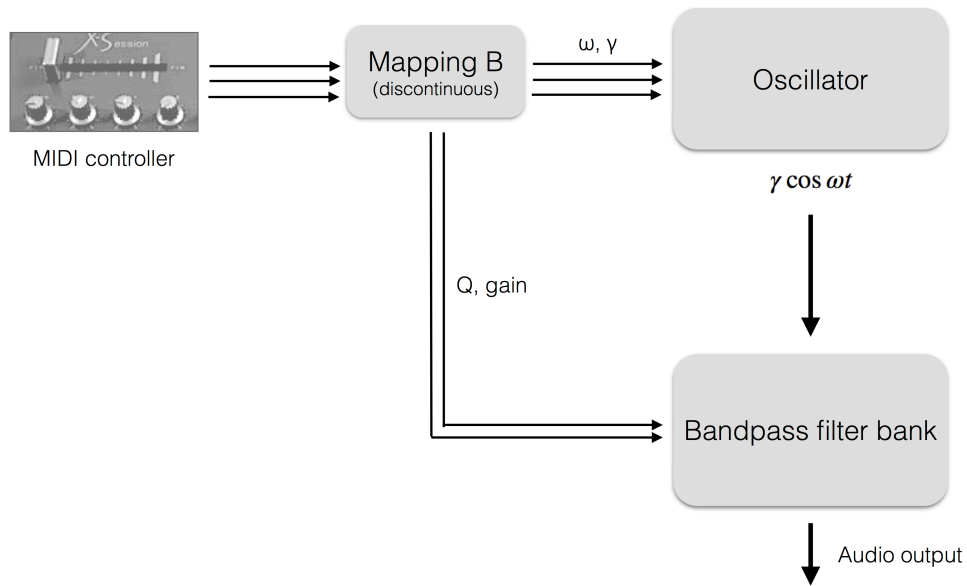 X-Session
MIDI controller
Mapping B
(discontinuous)
ω, γ
Oscillator
γ cos ωt
Q, gain
Bandpass filter bank
Audio output